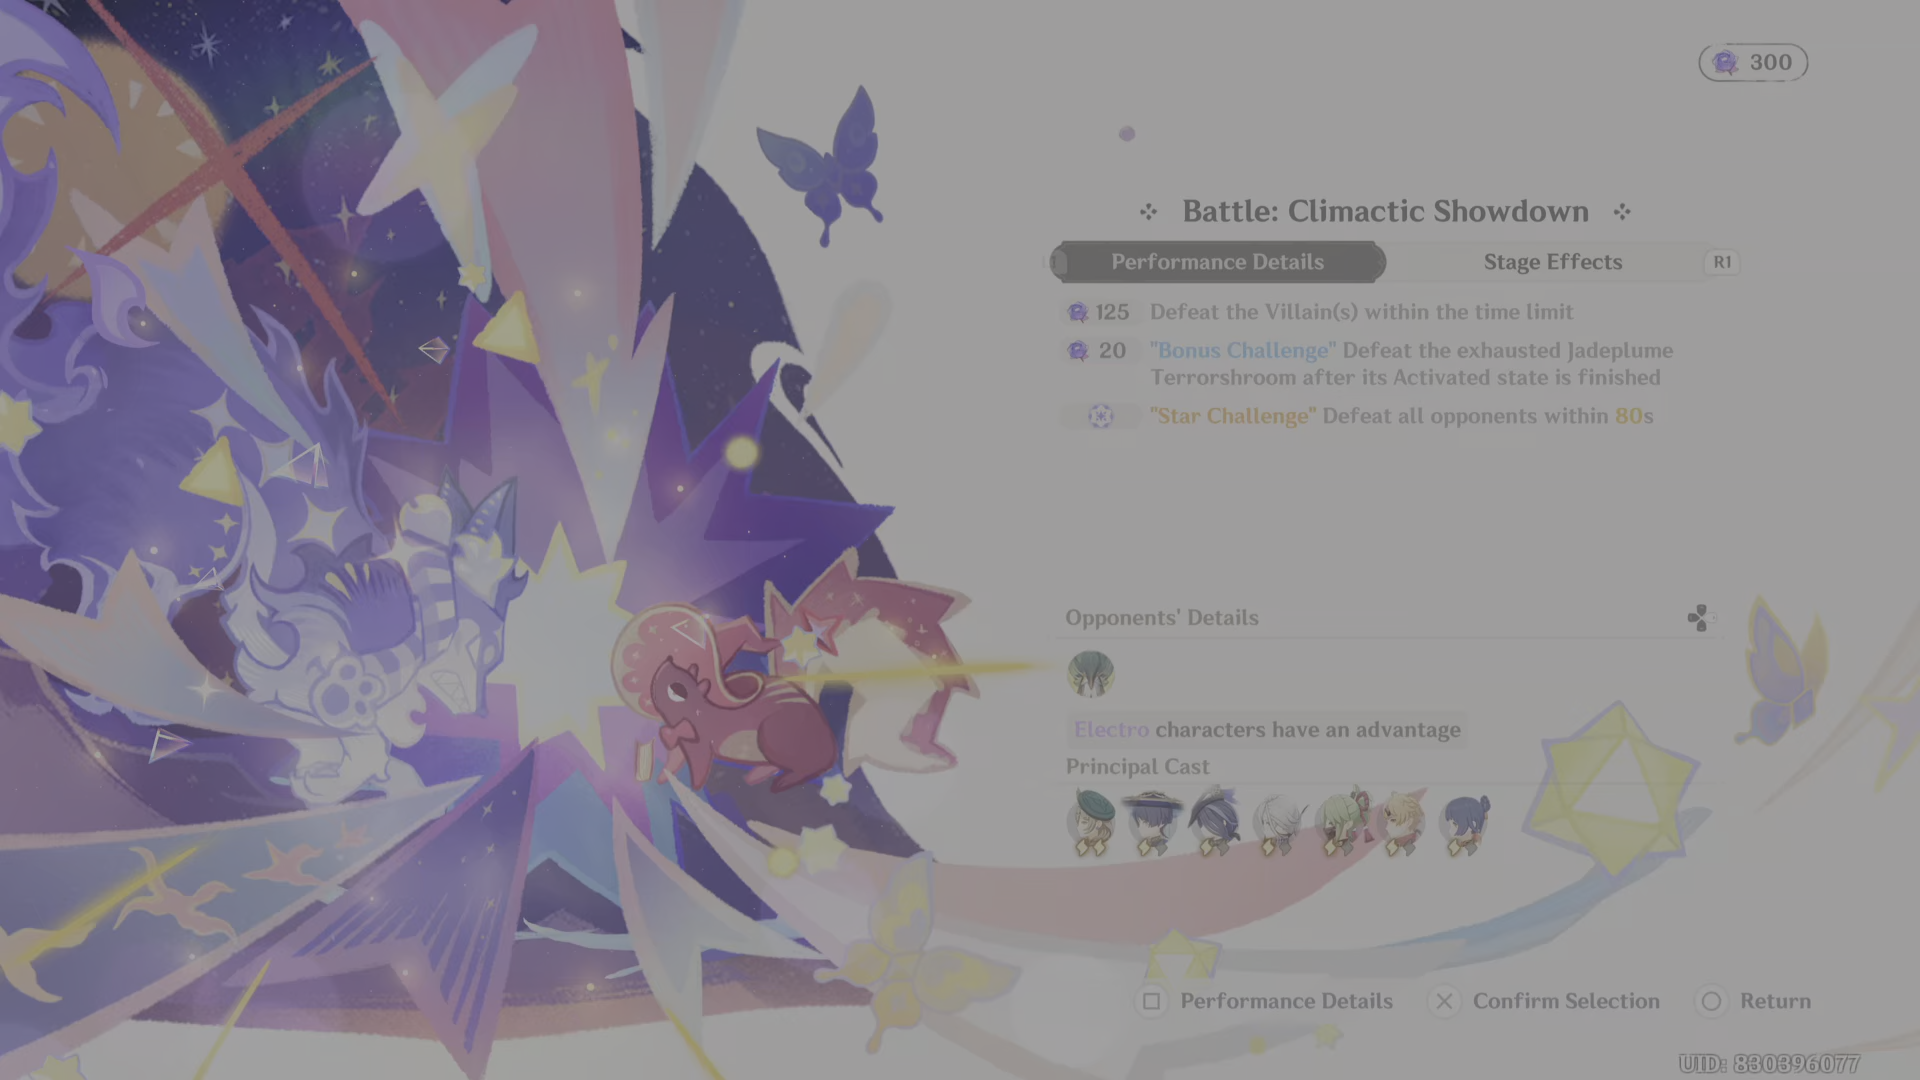 300
Battle: Climactic Showdown
Performance Details
Stage Effects
R1
125 Defeat the Villain(s) within the time limit
20 "Bonus Challenge" Defeat the exhausted Jadeplume
Terrorshroom after its Activated state is finished
"Star Challenge" Defeat all opponents within 80s
Opponents' Details
Electro characters have an advantage
Principal Cast
Performance Details
Confirm Selection
Return
UID: 830396077